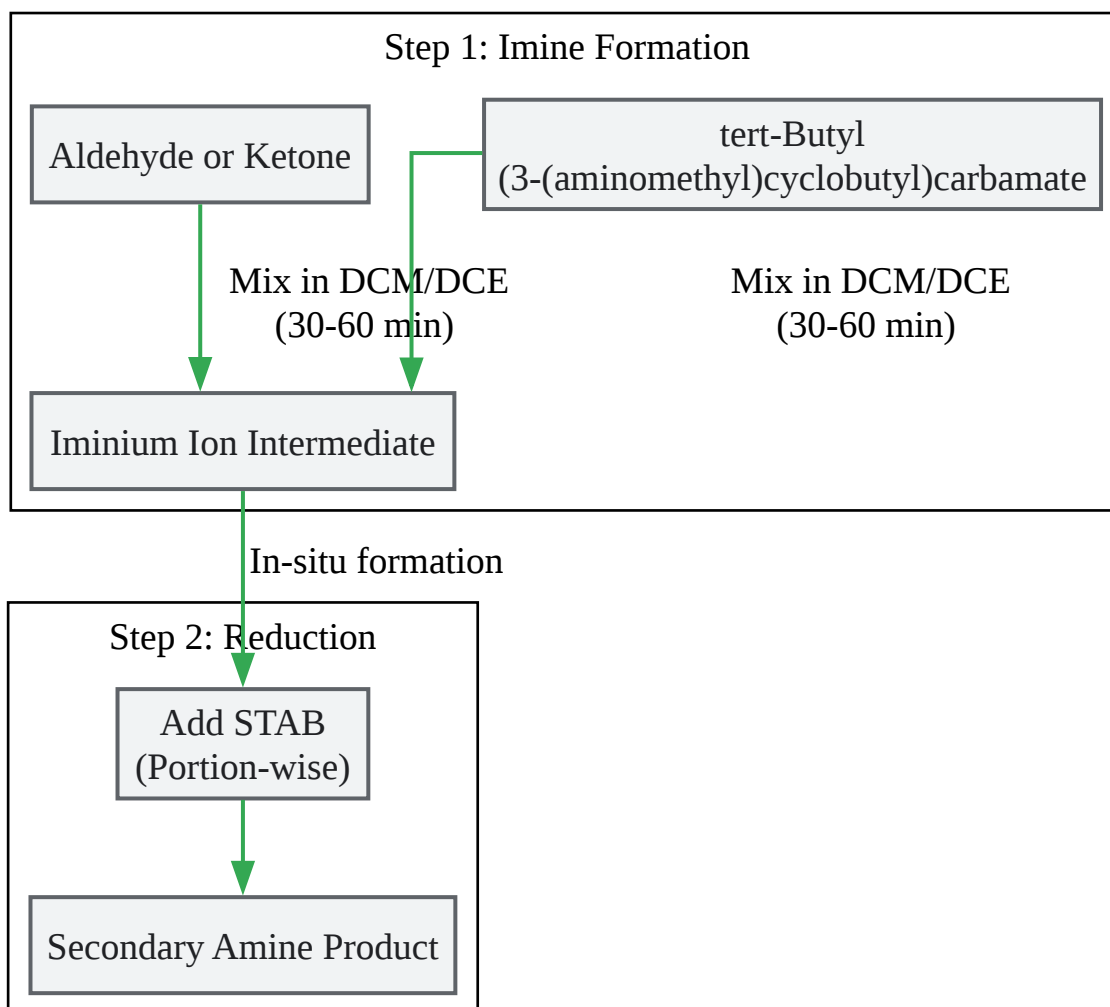 Step 1: Imine Formation
Aldehyde or Ketone
tert-Butyl
(3-(aminomethyl)cyclobutyl)carbamate
Mix in DCM/DCE
(30-60 min)
Mix in DCM/DCE
(30-60 min)
Iminium Ion Intermediate
In-situ formation
Step 2: Reduction
Add STAB
(Portion-wise)
Secondary Amine Product